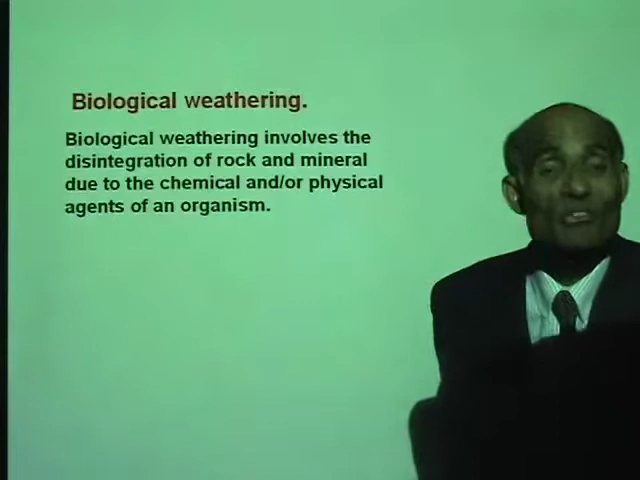 Biological weathering.
Biological weathering involves the
disintegration of rock and mineral
due to the chemical and/or physical
agents of an organism.